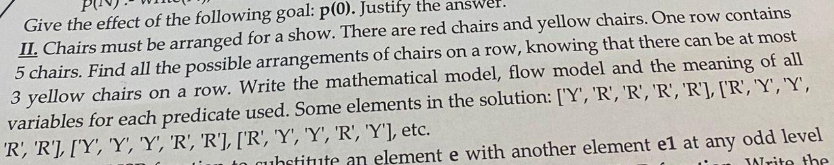 Give the effect of the following goal: p(0). Justify the answer.
II. Chairs must be arranged for a show. There are red chairs and yellow chairs. One row contains
5 chairs. Find all the possible arrangements of chairs on a row, knowing that there can be at most
3 yellow chairs on a row. Write the mathematical model, flow model and the meaning of all
variables for each predicate used. Some elements in the solution: ['Y', 'R', 'R', 'R', 'R'], ['R', 'Y', 'Y',
'R', 'R'], ['Y', 'Y', 'Y', 'R', 'R'], ['R', 'Y', 'Y', 'R', 'Y'], etc.
substitute an element e with another element e1 at any odd level
Write the